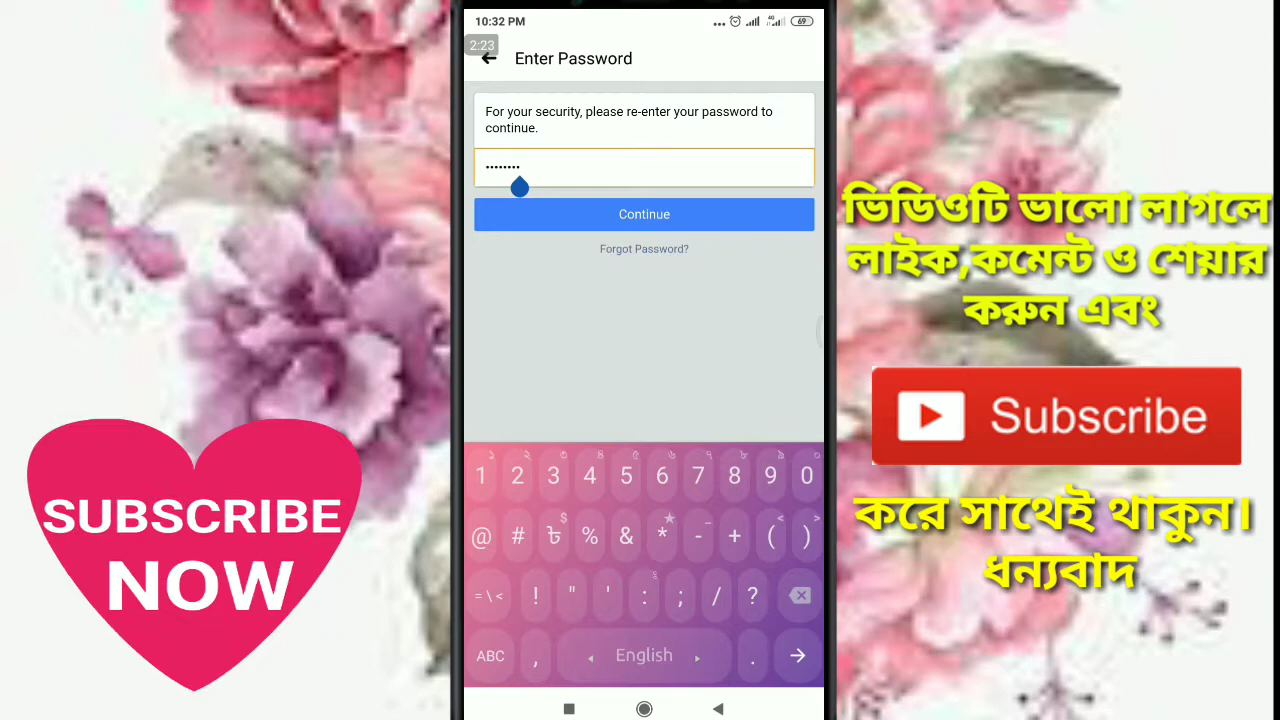 10:32 PM
4G
69
2:23
Enter Password
For your security, please re-enter your password to
continue.
••••••••
Continue
Forgot Password?
1 2 3 4 5 6 7 8 9 0
@ # ৳ $ % & * ★ - _ + ( < ) >
= \ < ! " ' : ; / ?
ABC , English .
SUBSCRIBE
NOW
ভিডিওটি ভালো লাগলে
লাইক,কমেন্ট ও শেয়ার
করুন এবং
Subscribe
করে সাথেই থাকুন।
ধন্যবাদ